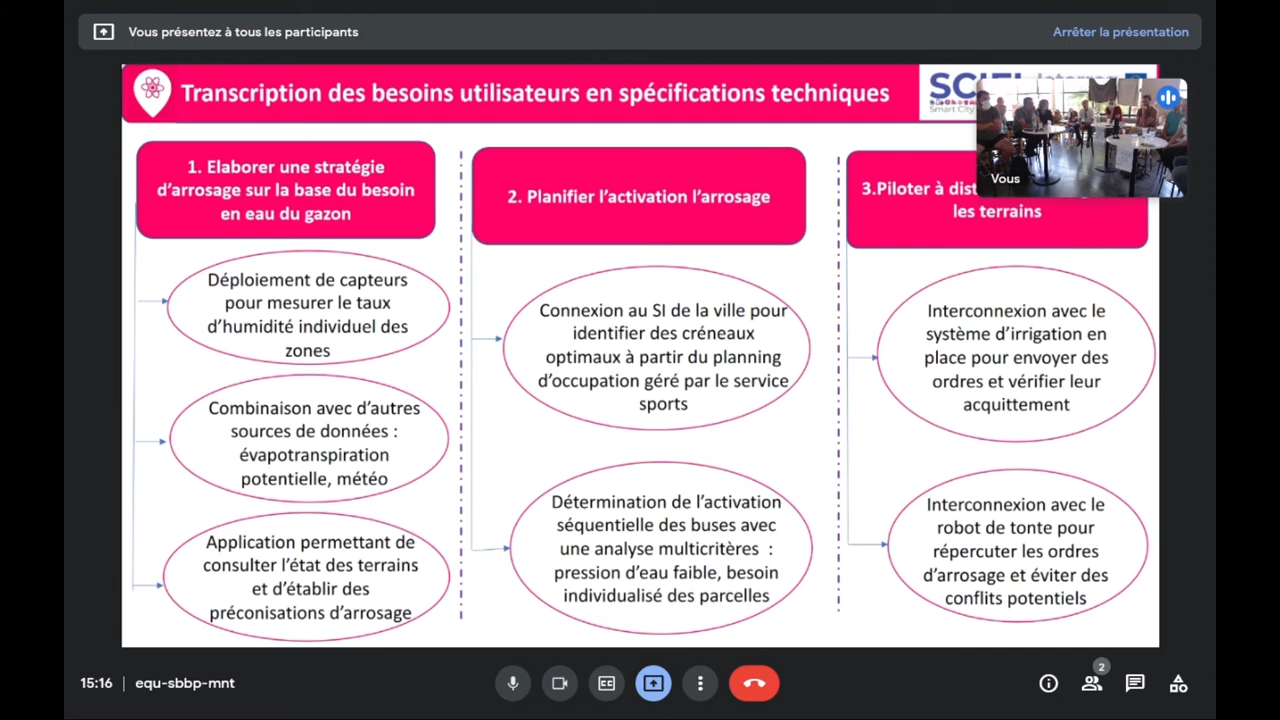 Vous présentez à tous les participants
Arrêter la présentation
Transcription des besoins utilisateurs en spécifications techniques
Smart City
Vous
1. Elaborer une stratégie
d'arrosage sur la base du besoin
en eau du gazon
Déploiement de capteurs
pour mesurer le taux
d'humidité individuel des
zones
Combinaison avec d'autres
sources de données :
évapotranspiration
potentielle, météo
Application permettant de
consulter l'état des terrains
et d'établir des
préconisations d'arrosage
2. Planifier l'activation l'arrosage
Connexion au SI de la ville pour
identifier des créneaux
optimaux à partir du planning
d'occupation géré par le service
sports
Détermination de l'activation
séquentielle des buses avec
une analyse multicritères :
pression d'eau faible, besoin
individualisé des parcelles
3.Piloter à
les terrains
Interconnexion avec le
système d'irrigation en
place pour envoyer des
ordres et vérifier leur
acquittement
Interconnexion avec le
robot de tonte pour
répercuter les ordres
d'arrosage et éviter des
conflits potentiels
15:16 | equ-sbbp-mnt
CC
2